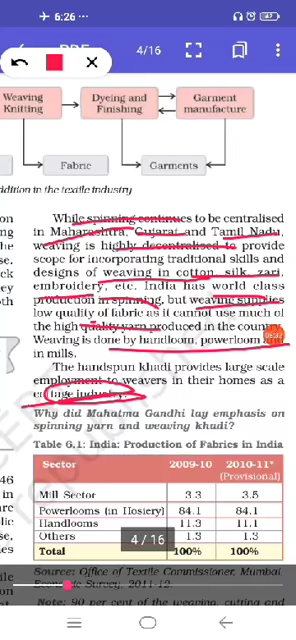 6:26
47
4/16
Weaving
Knitting
Dyeing and
Finishing
Garment
manufacture
Fabric
Garments
ddition in the textile industry
While spinning continues to be centralised
in Maharashtra, Gujarat and Tamil Nadu,
weaving is highly decentralised to provide
scope for incorporating traditional skills and
designs of weaving in cotton, silk, zari,
embroidery, etc. India has world class
production in spinning, but weaving supplies
low quality of fabric as it cannot use much of
the high quality yarn produced in the country.
Weaving is done by handloom, powerloom and
in mills.
The handspun khadi provides large scale
employment to weavers in their homes as a
cottage industry.
Why did Mahatma Gandhi lay emphasis on
spinning yarn and weaving khadi?
Table 6.1: India: Production of Fabrics in India
Sector 2009-10 2010-11*
(Provisional)
Mill Sector 3.3 3.5
Powerlooms (in Hosiery) 84.1 84.1
Handlooms 11.3 11.1
Others 1.3 1.3
Total 100% 100%
4 / 16
Source: Office of Textile Commissioner, Mumbai.
Economic Survey, 2011-12.
Note: 90 per cent of the weaving, cutting and